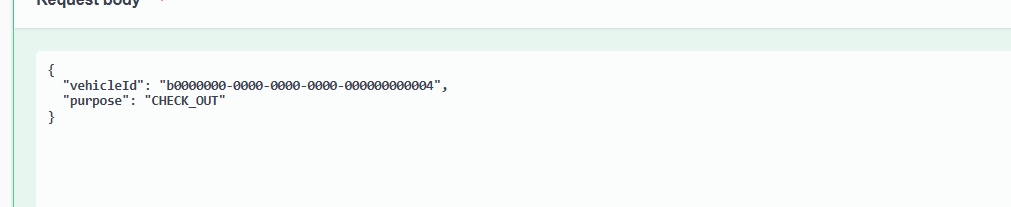 Request body
{
"vehicleId": "b0000000-0000-0000-0000-000000000004",
"purpose": "CHECK_OUT"
}